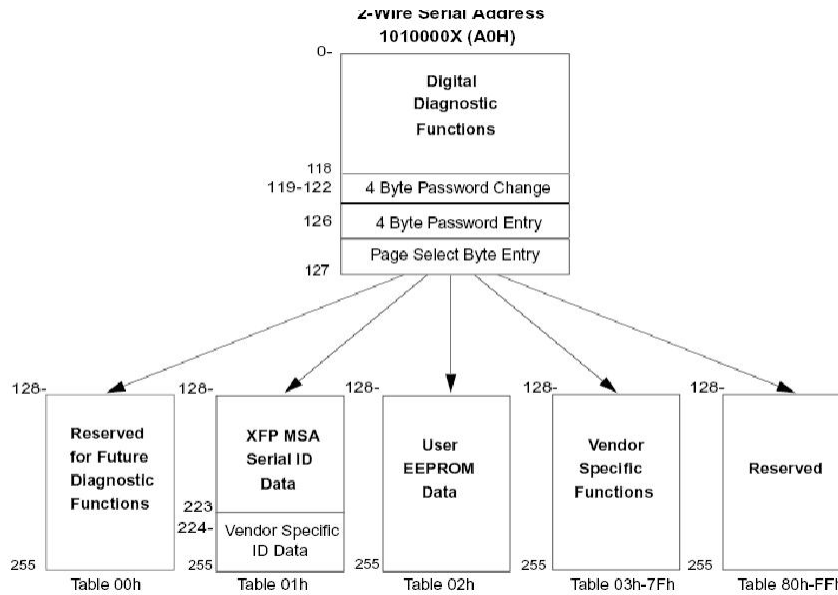 2-Wire Serial Address
1010000X (A0H)
0-
Digital
Diagnostic
Functions
118
119-122 4 Byte Password Change
126 4 Byte Password Entry
Page Select Byte Entry
127
128- 128- 128- 128- 128-
Reserved
for Future
Diagnostic
Functions
XFP MSA
Serial ID
Data
223
224- Vendor Specific
ID Data
User
EEPROM
Data
Vendor
Specific
Functions
Reserved
255 255 255 255 255
Table 00h Table 01h Table 02h Table 03h-7Fh Table 80h-FFh